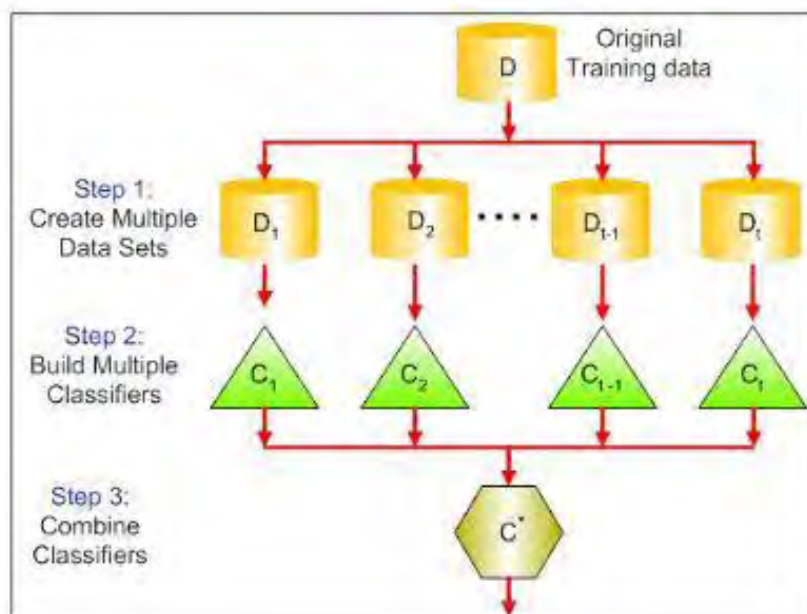 Original
Training data
D
Step 1:
Create Multiple
Data Sets
D1
D2
....
Dt-1
Dt
Step 2:
Build Multiple
Classifiers
C1
C2
Ct-1
Ct
Step 3:
Combine
Classifiers
C*